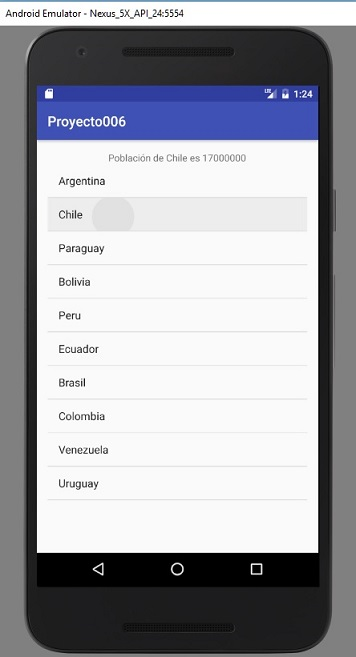 Android Emulator - Nexus_5X_API_24:5554
LTE 1:24
Proyecto006
Población de Chile es 17000000
Argentina
Chile
Paraguay
Bolivia
Peru
Ecuador
Brasil
Colombia
Venezuela
Uruguay